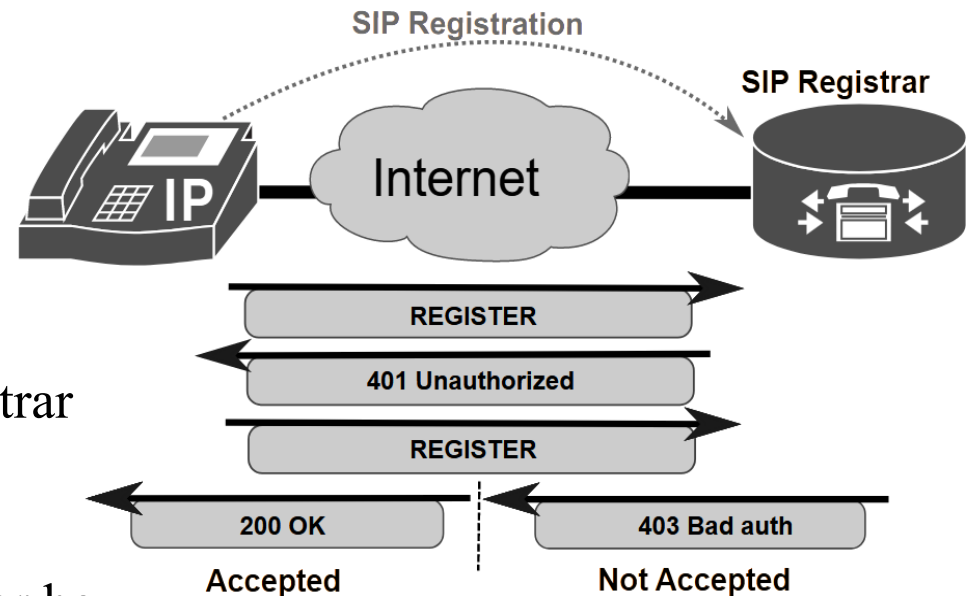 SIP Registration
SIP Registrar
IP
Internet
REGISTER
401 Unauthorized
trar
REGISTER
200 OK
403 Bad auth
Accepted
Not Accepted